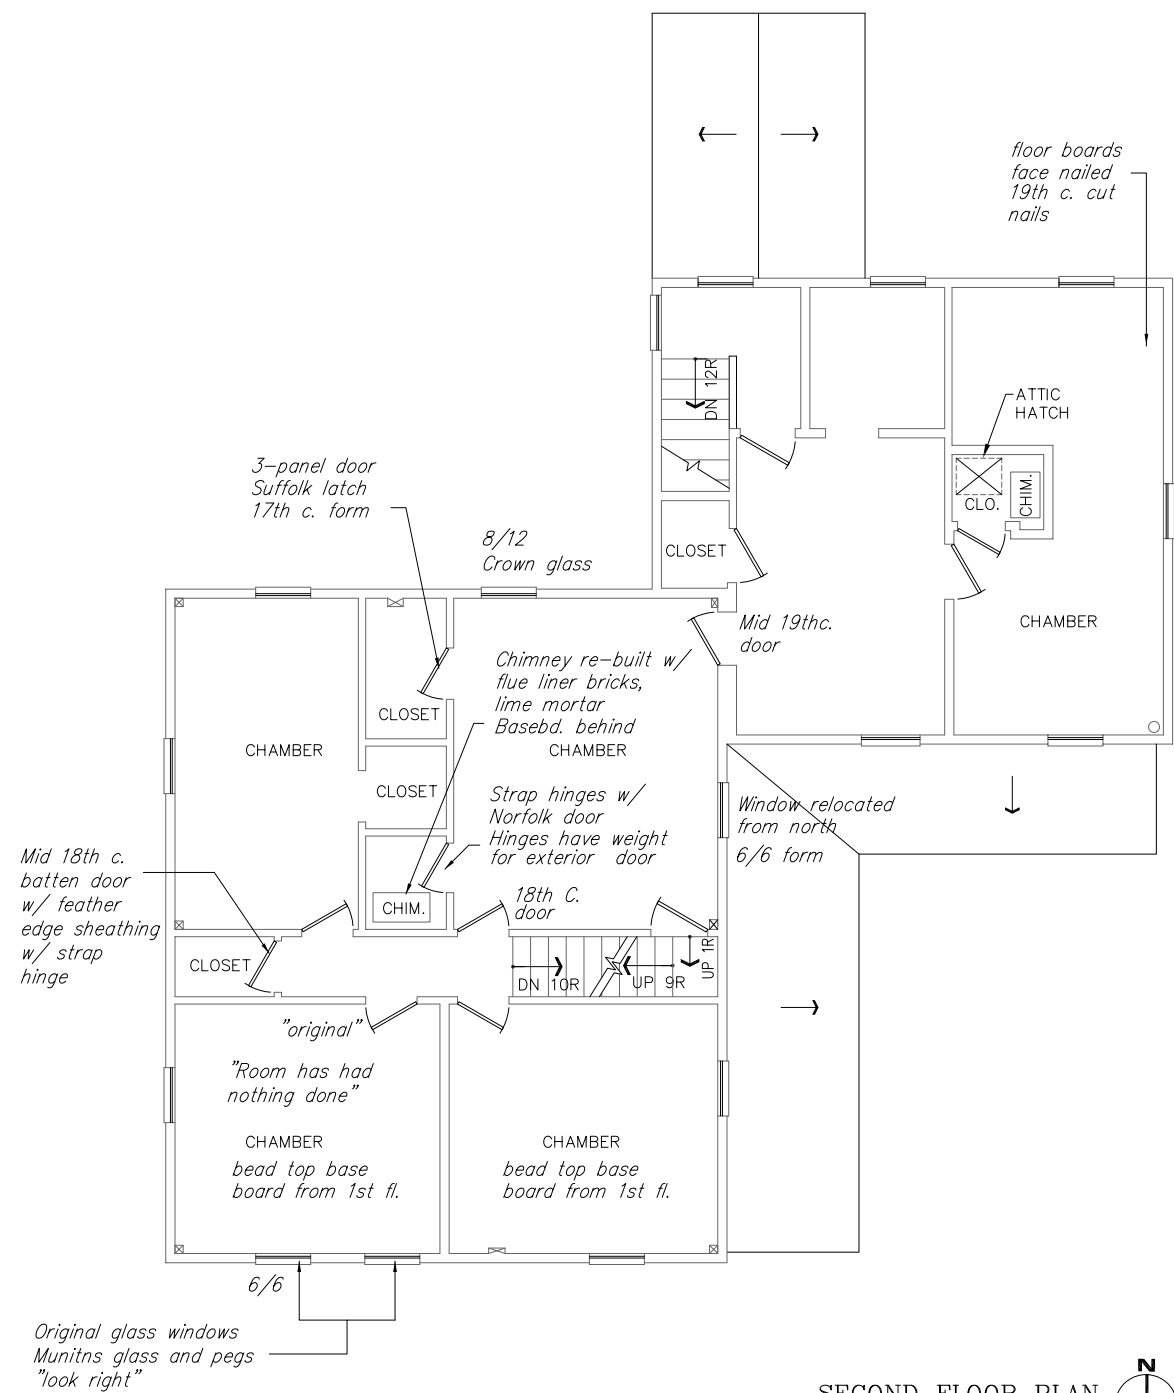 floor boards
face nailed
19th c. cut
nails
DN 12R
ATTIC
HATCH
CLO.
CHIM.
3-panel door
Suffolk latch
17th c. form
8/12
Crown glass
CLOSET
CHAMBER
Mid 19thc.
door
Chimney re-built w/
flue liner bricks,
lime mortar
Basebd. behind
CLOSET
CHAMBER
CHAMBER
CLOSET
Strap hinges w/
Norfolk door
Hinges have weight
for exterior door
Window relocated
from north
6/6 form
Mid 18th c.
batten door
w/ feather
edge sheathing
w/ strap
hinge
CHIM.
18th C.
door
CLOSET
DN 10R
UP 9R
UP 1R
"original"
"Room has had
nothing done"
CHAMBER
bead top base
board from 1st fl.
CHAMBER
bead top base
board from 1st fl.
6/6
Original glass windows
Munitns glass and pegs
"look right"
N
SECOND FLOOR PLAN